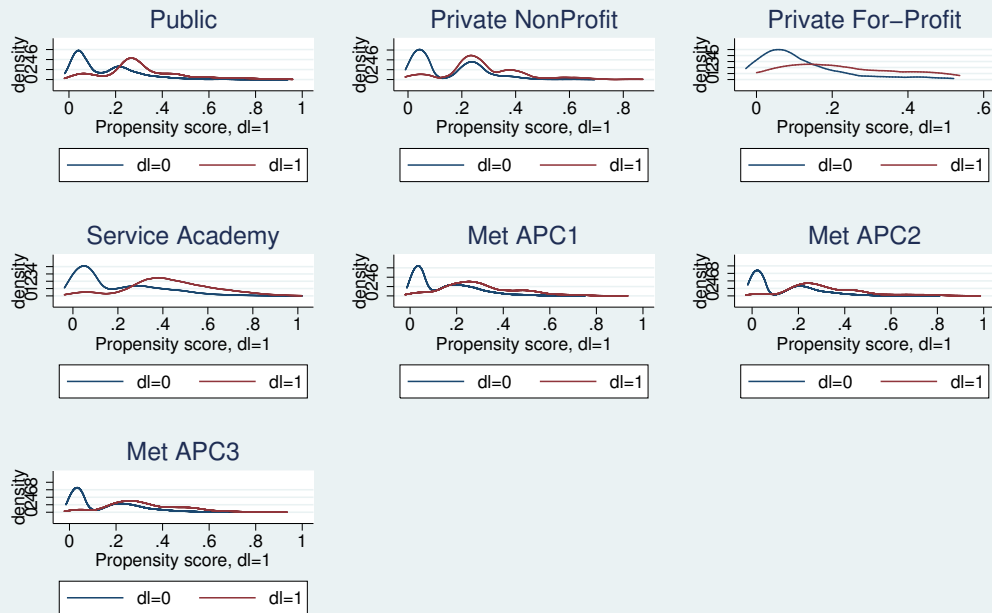 Public
density
0246
0 .2 .4 .6 .8 1
Propensity score, dl=1
dl=0 dl=1
Private NonProfit
density
0246
0 .2 .4 .6 .8
Propensity score, dl=1
dl=0 dl=1
Private For−Profit
density
0 .2 .4 .6
Propensity score, dl=1
dl=0 dl=1
Service Academy
density
01234
0 .2 .4 .6 .8 1
Propensity score, dl=1
dl=0 dl=1
Met APC1
density
0246
0 .2 .4 .6 .8 1
Propensity score, dl=1
dl=0 dl=1
Met APC2
density
02468
0 .2 .4 .6 .8 1
Propensity score, dl=1
dl=0 dl=1
Met APC3
density
02468
0 .2 .4 .6 .8 1
Propensity score, dl=1
dl=0 dl=1